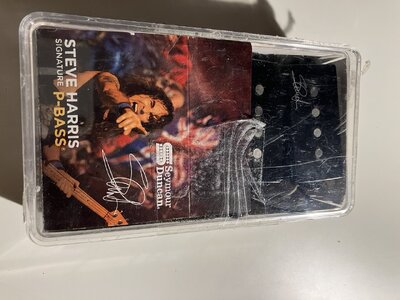 STEVE HARRIS
SIGNATURE P-BASS
Seymour
Duncan.